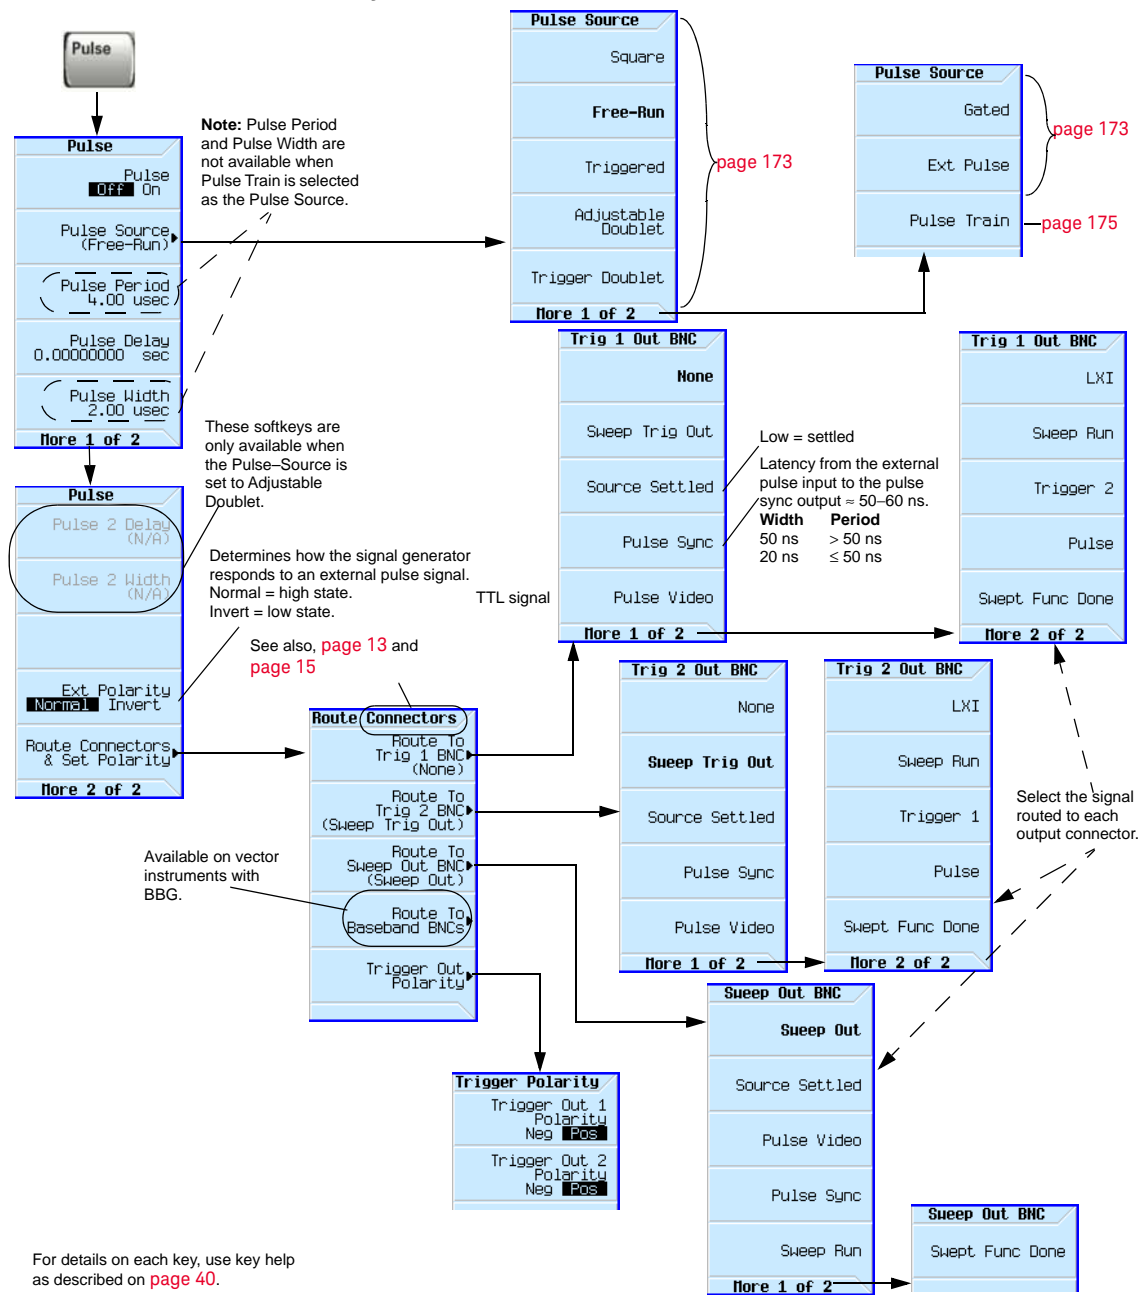 Pulse
Pulse
Pulse
Off On
Pulse Source
(Free-Run)
Pulse Period
4.00 usec
Pulse Delay
0.00000000 sec
Pulse Width
2.00 usec
More 1 of 2
Note: Pulse Period
and Pulse Width are
not available when
Pulse Train is selected
as the Pulse Source.
Pulse Source
Square
Free-Run
Triggered
Adjustable
Doublet
Trigger Doublet
More 1 of 2
page 173
Pulse Source
Gated
Ext Pulse
Pulse Train
page 173
page 175
These softkeys are
only available when
the Pulse–Source is
set to Adjustable
Doublet.
Pulse
Pulse 2 Delay
(N/A)
Pulse 2 Width
(N/A)
Ext Polarity
Normal Invert
Route Connectors
& Set Polarity
More 2 of 2
Determines how the signal generator
responds to an external pulse signal.
Normal = high state.
Invert = low state.
See also, page 13 and
page 15
TTL signal
Trig 1 Out BNC
None
Sweep Trig Out
Source Settled
Pulse Sync
Pulse Video
More 1 of 2
Low = settled
Latency from the external
pulse input to the pulse
sync output ≈ 50–60 ns.
Width Period
50 ns > 50 ns
20 ns ≤ 50 ns
Trig 1 Out BNC
LXI
Sweep Run
Trigger 2
Pulse
Swept Func Done
More 2 of 2
Route Connectors
Route To
Trig 1 BNC
(None)
Route To
Trig 2 BNC
(Sweep Trig Out)
Route To
Sweep Out BNC
(Sweep Out)
Route To
Baseband BNCs
Trigger Out
Polarity
Available on vector
instruments with
BBG.
Trig 2 Out BNC
None
Sweep Trig Out
Source Settled
Pulse Sync
Pulse Video
More 1 of 2
Trig 2 Out BNC
LXI
Sweep Run
Trigger 1
Pulse
Swept Func Done
More 2 of 2
Select the signal
routed to each
output connector.
Trigger Polarity
Trigger Out 1
Polarity
Neg Pos
Trigger Out 2
Polarity
Neg Pos
Sweep Out BNC
Sweep Out
Source Settled
Pulse Video
Pulse Sync
Sweep Run
More 1 of 2
Sweep Out BNC
Swept Func Done
For details on each key, use key help
as described on page 40.